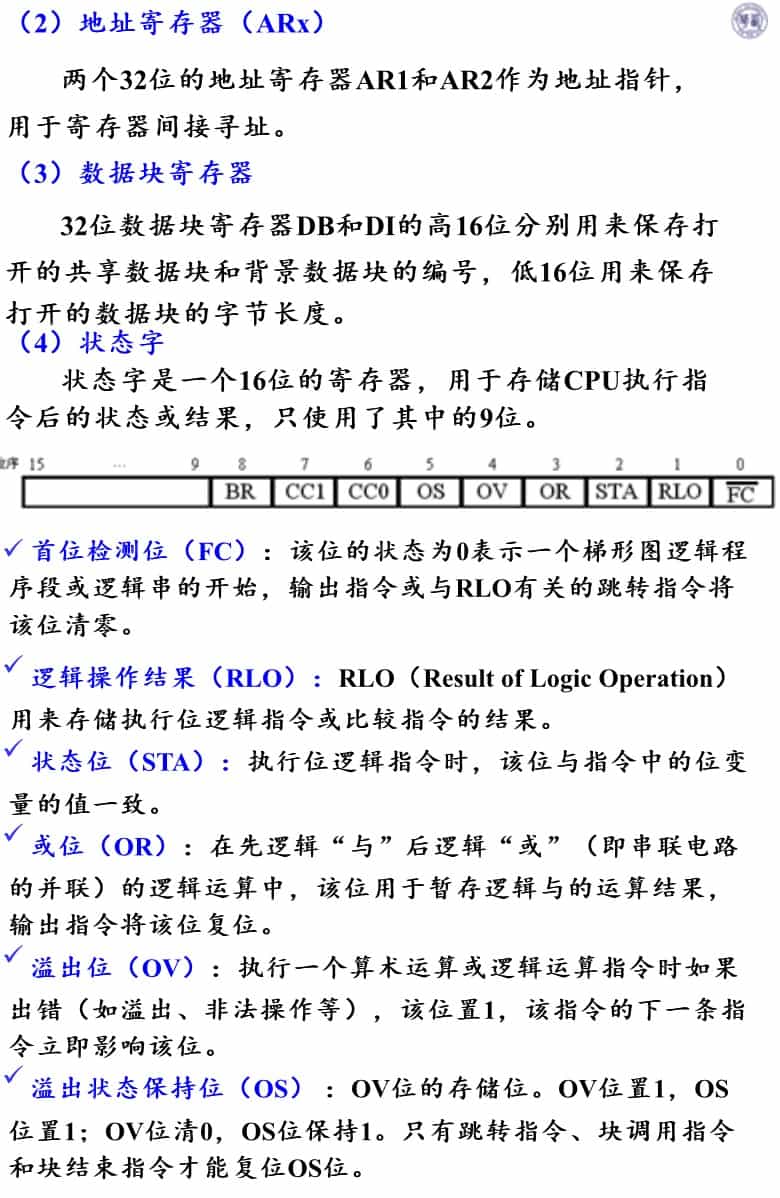 （2）地址寄存器（ARx）
两个32位的地址寄存器AR1和AR2作为地址指针，
用于寄存器间接寻址。
（3）数据块寄存器
32位数据块寄存器DB和DI的高16位分别用来保存打
开的共享数据块和背景数据块的编号，低16位用来保存
打开的数据块的字节长度。
（4）状态字
状态字是一个16位的寄存器，用于存储CPU执行指
令后的状态或结果，只使用了其中的9位。
序 15 … 9 8 7 6 5 4 3 2 1 0
BR CC1 CC0 OS OV OR STA RLO F̅C̅
✓ 首位检测位（FC）：该位的状态为0表示一个梯形图逻辑程
序段或逻辑串的开始，输出指令或与RLO有关的跳转指令将
该位清零。
✓ 逻辑操作结果（RLO）：RLO（Result of Logic Operation）
用来存储执行位逻辑指令或比较指令的结果。
✓ 状态位（STA）：执行位逻辑指令时，该位与指令中的位变
量的值一致。
✓ 或位（OR）：在先逻辑“与”后逻辑“或”（即串联电路
的并联）的逻辑运算中，该位用于暂存逻辑与的运算结果，
输出指令将该位复位。
✓ 溢出位（OV）：执行一个算术运算或逻辑运算指令时如果
出错（如溢出、非法操作等），该位置1，该指令的下一条指
令立即影响该位。
✓ 溢出状态保持位（OS）：OV位的存储位。OV位置1，OS
位置1；OV位清0，OS位保持1。只有跳转指令、块调用指令
和块结束指令才能复位OS位。